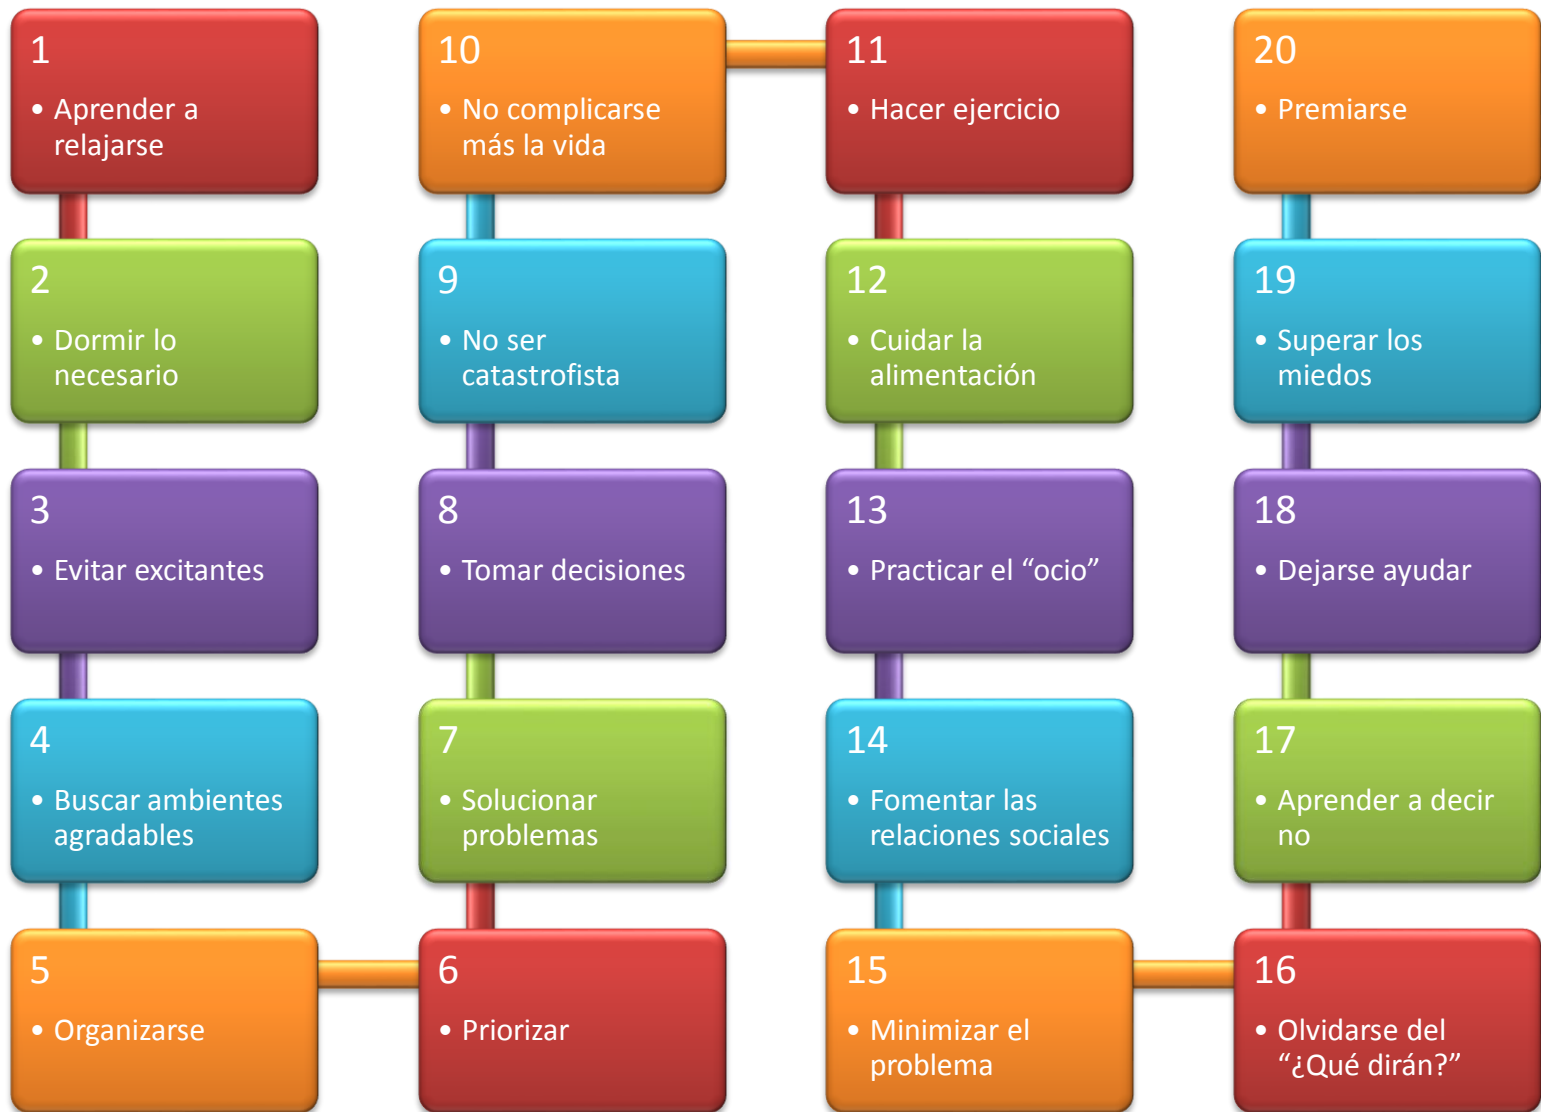 1
• Aprender a
relajarse
2
• Dormir lo
necesario
3
• Evitar excitantes
4
• Buscar ambientes
agradables
5
• Organizarse
6
• Priorizar
7
• Solucionar
problemas
8
• Tomar decisiones
9
• No ser
catastrofista
10
• No complicarse
más la vida
11
• Hacer ejercicio
12
• Cuidar la
alimentación
13
• Practicar el “ocio”
14
• Fomentar las
relaciones sociales
15
• Minimizar el
problema
16
• Olvidarse del
“¿Qué dirán?”
17
• Aprender a decir
no
18
• Dejarse ayudar
19
• Superar los
miedos
20
• Premiarse